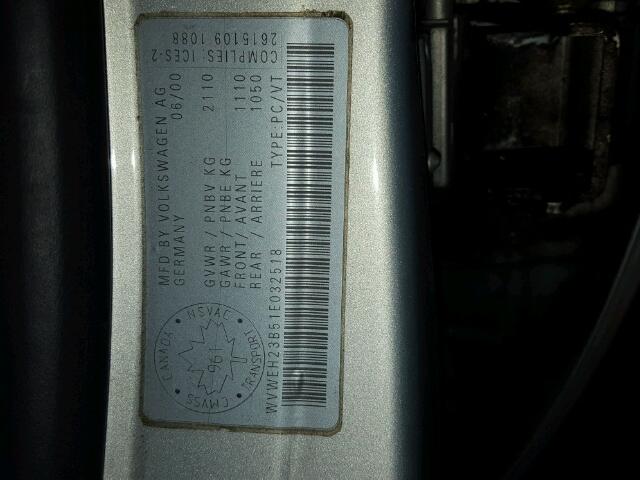 MFD BY VOLKSWAGEN AG
GERMANY 06/00
GVWR / PNBV KG 2110
GAWR / PNBE KG
FRONT/ AVANT 1110
REAR / ARRIERE 1050
WVWEH23B51E032518 TYPE:PC/VT
COMPLIES: ICES-2
2615109 1088
CANADA
NSVAC
TRANSPORT
CMVSS
961